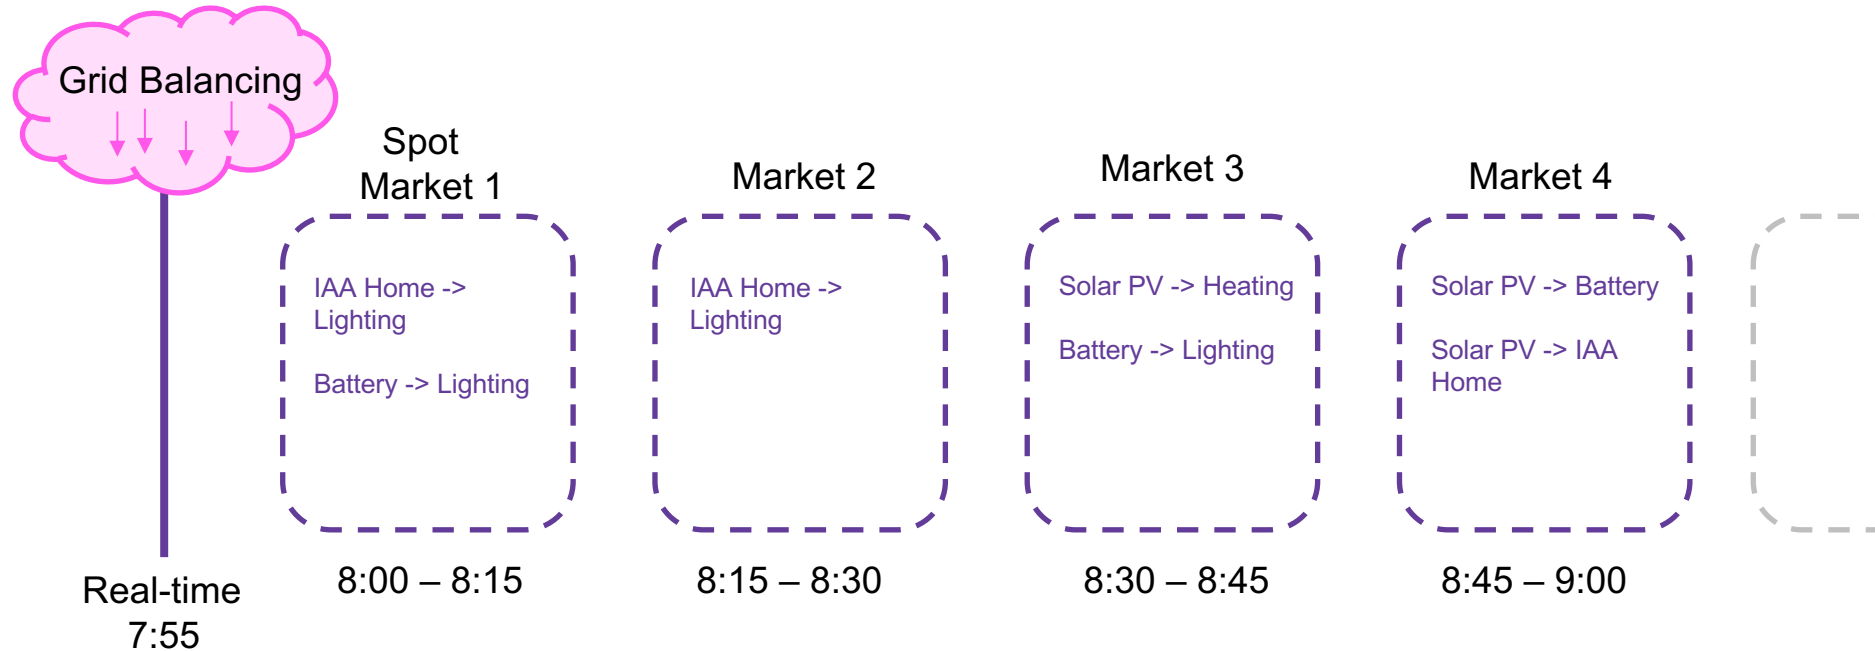 Grid Balancing
Spot
Market 1
Market 2
Market 3
Market 4
IAA Home ->
Lighting
Battery -> Lighting
IAA Home ->
Lighting
Solar PV -> Heating
Battery -> Lighting
Solar PV -> Battery
Solar PV -> IAA
Home
Real-time
7:55
8:00 – 8:15
8:15 – 8:30
8:30 – 8:45
8:45 – 9:00